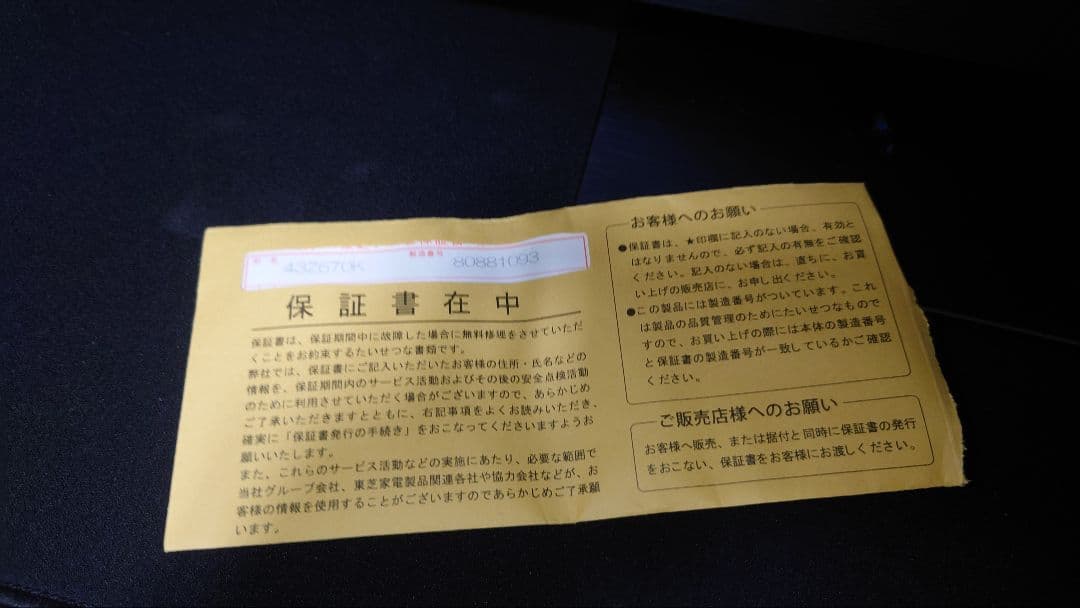 43Z670K
製造番号
80881093
保証書在中
保証書は、保証期間中に故障した場合に無料修理をさせていただ
くことをお約束するたいせつな書類です。
弊社では、保証書にご記入いただいたお客様の住所・氏名などの
情報を、保証期間内のサービス活動およびその後の安全点検活動
のために利用させていただく場合がございますので、あらかじめ
ご了承いただきますとともに、右記事項をよくお読みいただき、
確実に「保証書発行の手続き」をおこなってくださいますようお
願いいたします。
また、これらのサービス活動などの実施にあたり、必要な範囲で
当社グループ会社、東芝家電製品関連各社や協力会社などが、お
客様の情報を使用することがございますのであらかじめご了承願
います。
お客様へのお願い
●保証書は、★印欄に記入のない場合、有効と
はなりませんので、必ず記入の有無をご確認
ください。記入のない場合は、直ちに、お買
い上げの販売店に、お申し出ください。
●この製品には製造番号がついています。これ
は製品の品質管理のためにたいせつなもので
すので、お買い上げの際には本体の製造番号
と保証書の製造番号が一致しているかご確認
ください。
ご販売店様へのお願い
お客様へ販売、または据付と同時に保証書の発行
をおこない、保証書をお客様にお渡しください。